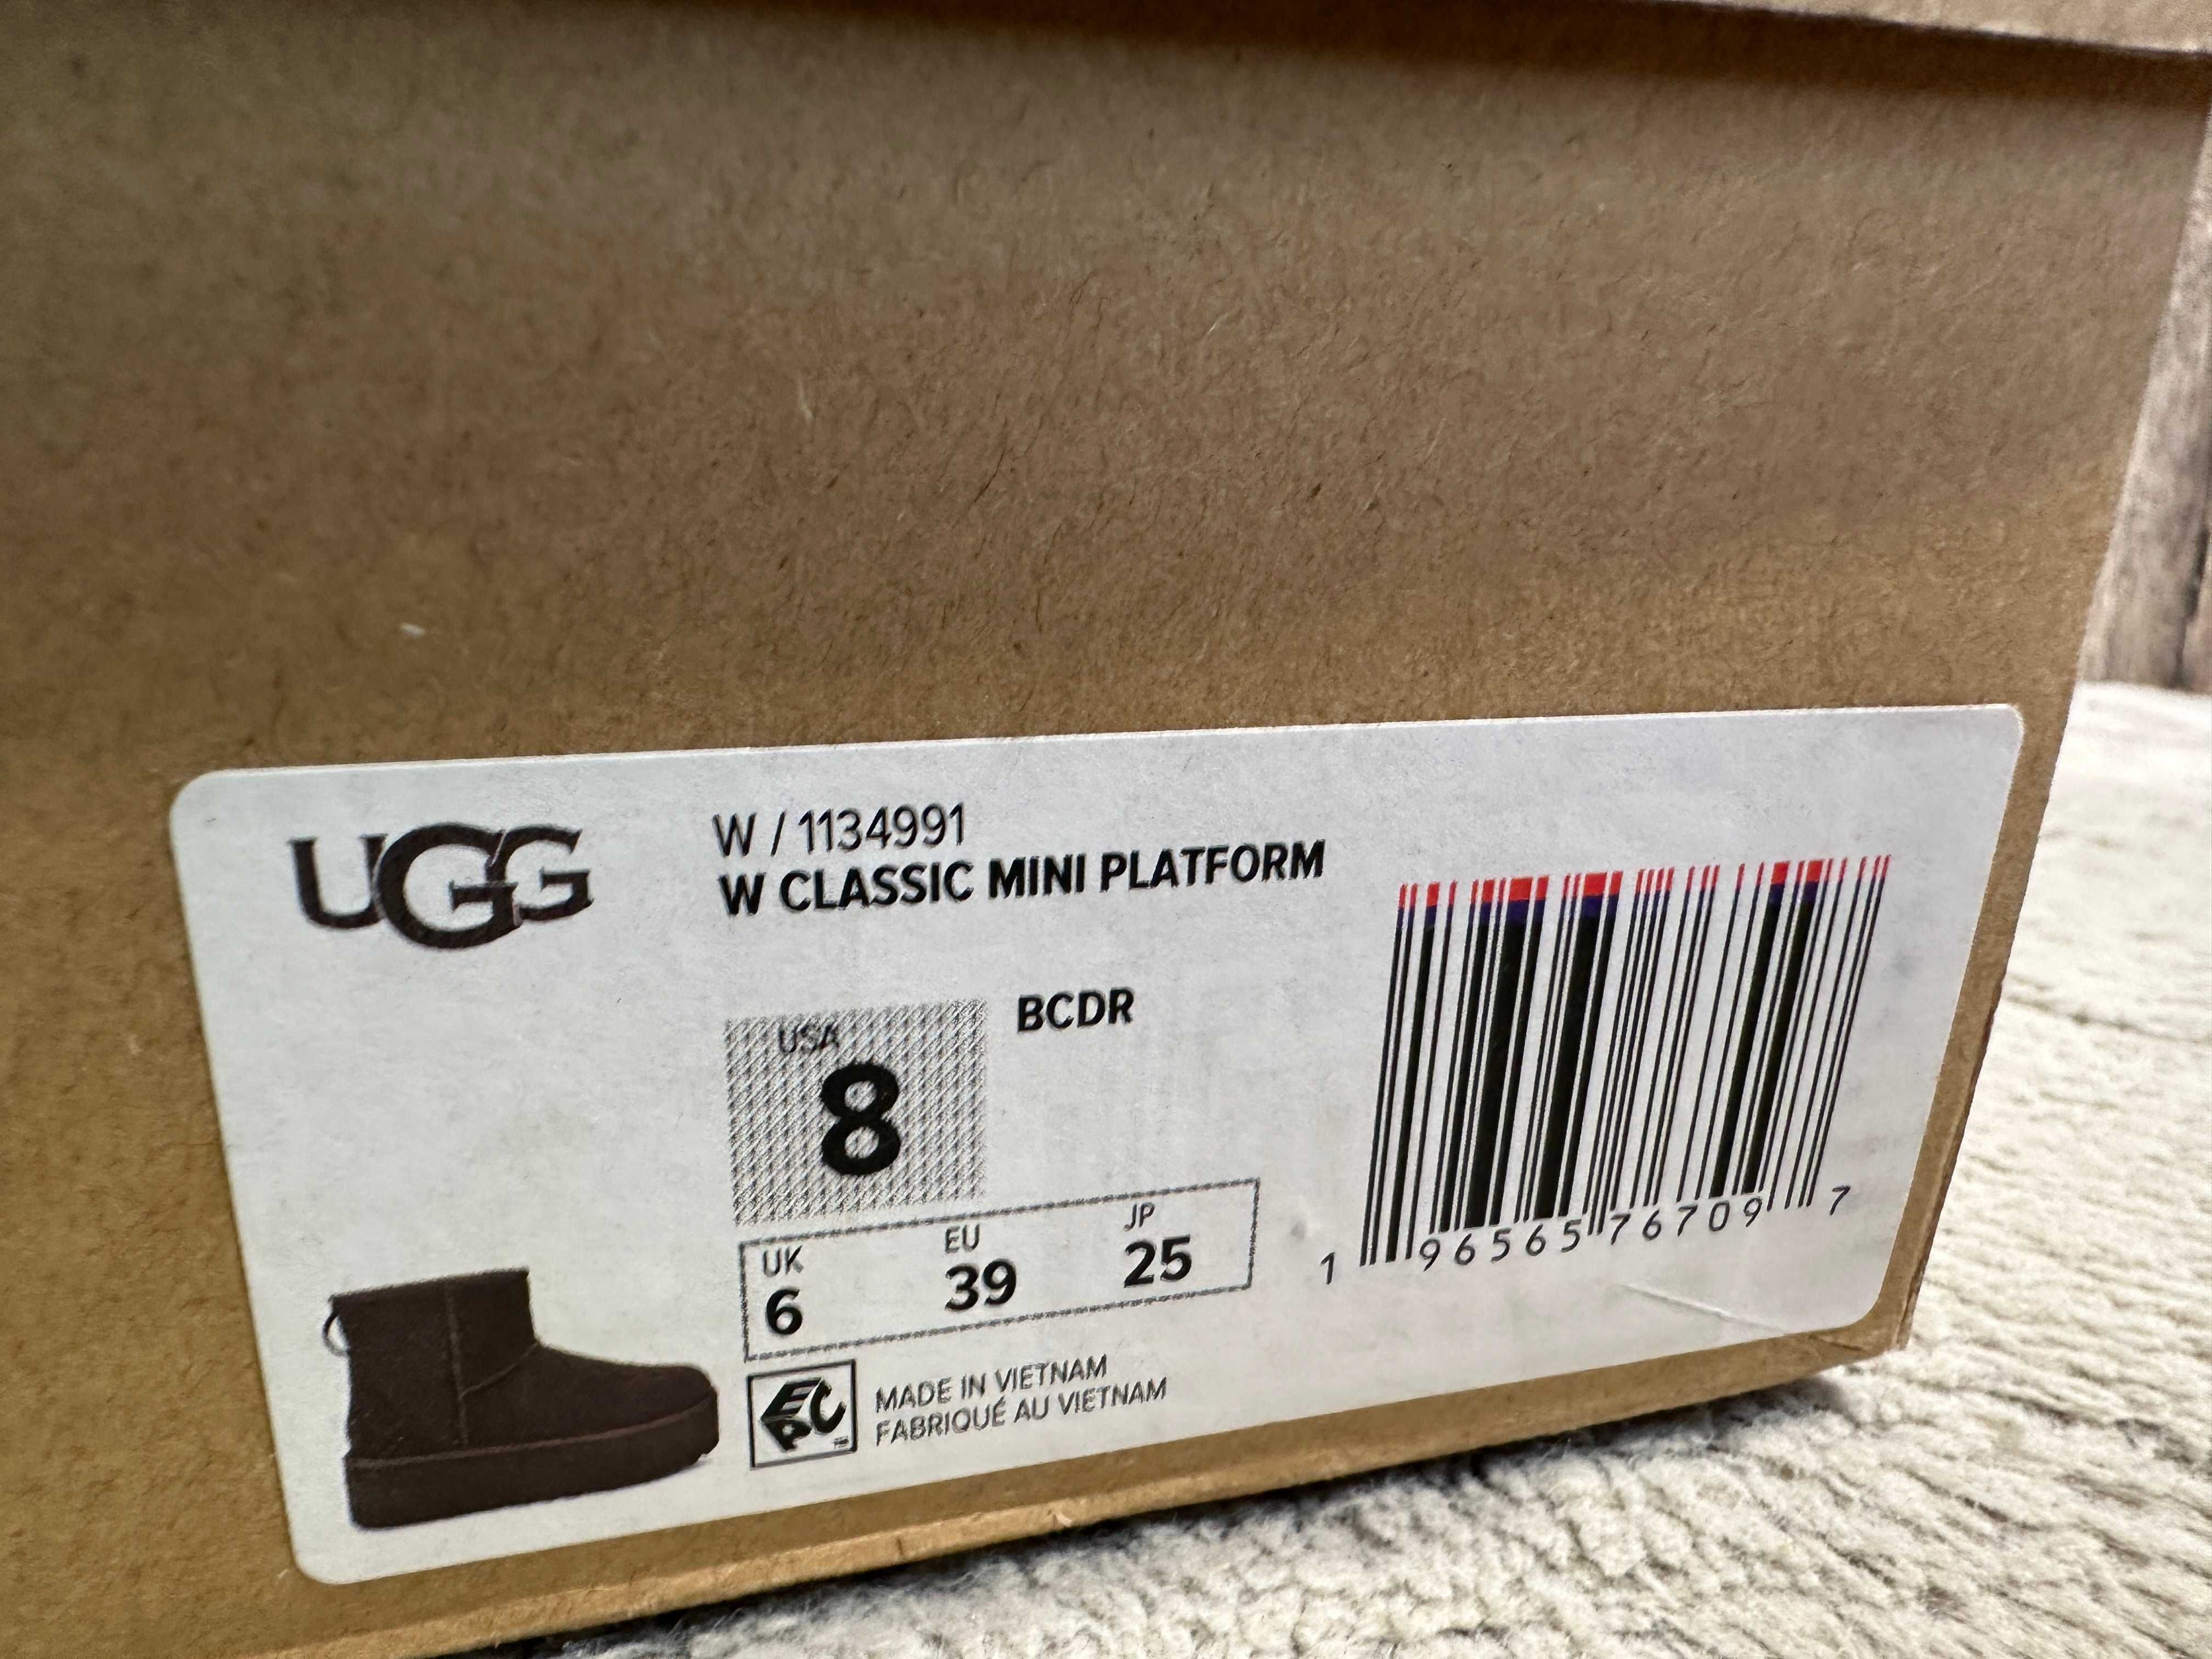 UGG
W / 1134991
W CLASSIC MINI PLATFORM
BCDR
USA
8
UK EU JP
6 39 25
EAC
MADE IN VIETNAM
FABRIQUÉ AU VIETNAM
1 96565 76709 7